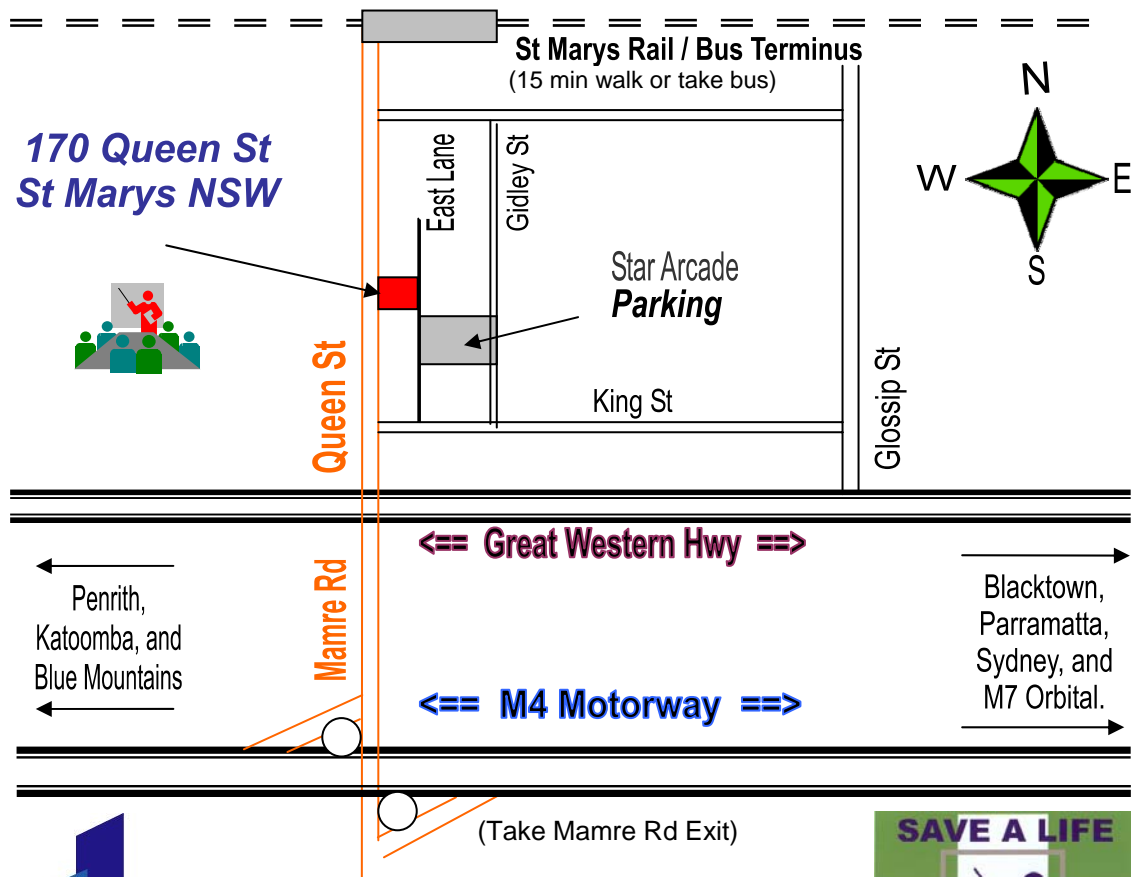 St Marys Rail / Bus Terminus
(15 min walk or take bus)
N
W
E
S
170 Queen St
St Marys NSW
East Lane
Gidley St
Star Arcade
Parking
Queen St
King St
Glossip St
<== Great Western Hwy ==>
Mamre Rd
Penrith,
Katoomba, and
Blue Mountains
Blacktown,
Parramatta,
Sydney, and
M7 Orbital.
<== M4 Motorway ==>
(Take Mamre Rd Exit)
SAVE A LIFE